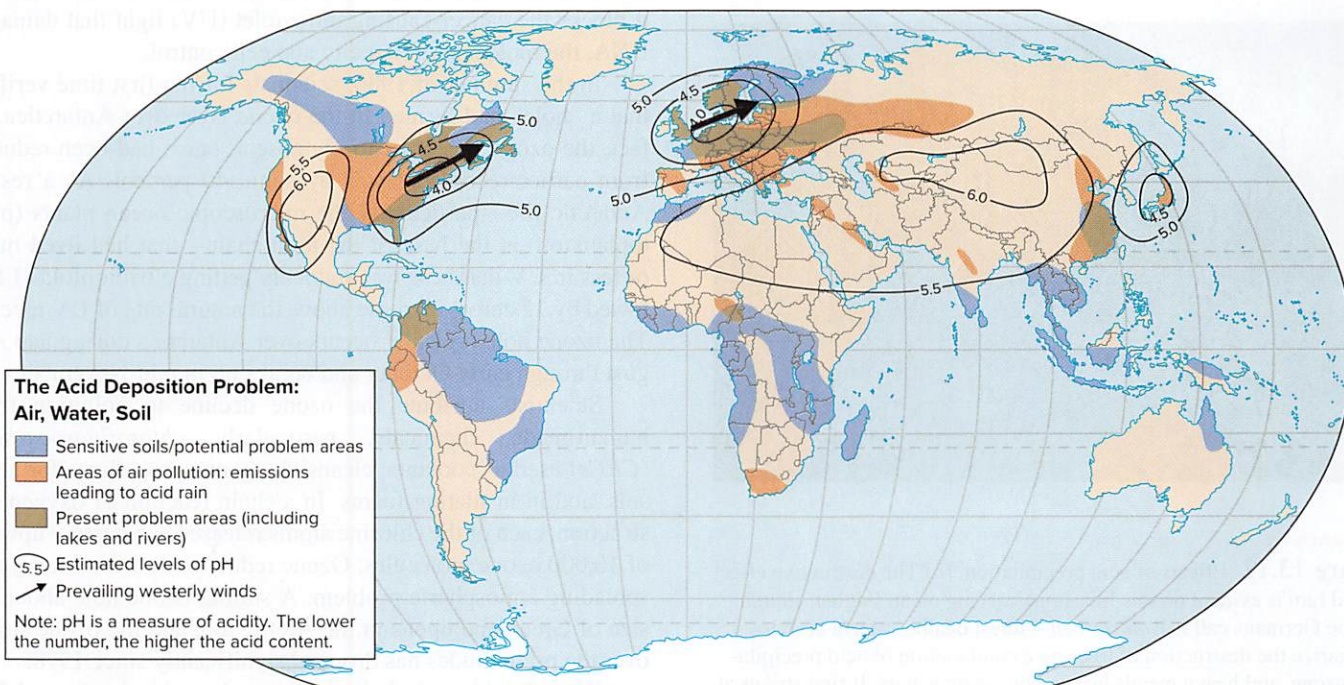 5.0
4.5
4.0
5.0
5.5
6.0
5.0
4.5
4.0
5.0
5.0
6.0
5.5
4.5
5.0
The Acid Deposition Problem:
Air, Water, Soil
Sensitive soils/potential problem areas
Areas of air pollution emissions
leading to acid rain
Present problem areas (including
lakes and rivers)
5.5 Estimated levels of pH
Prevailing westerly winds
Note: pH is a measure of acidity. The lower
the number, the higher the acid content.